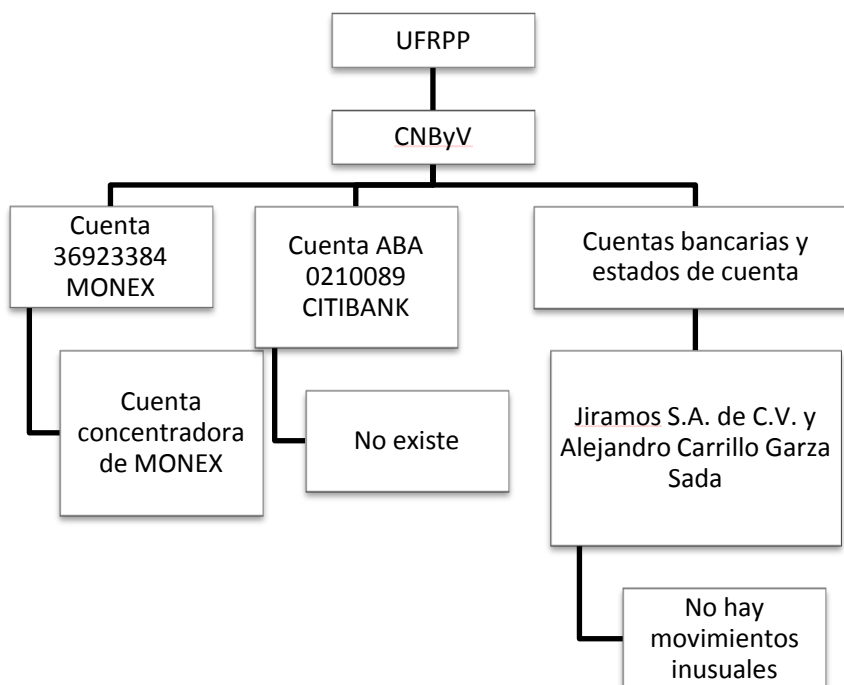 UFRPP
CNByV
Cuenta
36923384
MONEX
Cuenta ABA
0210089
CITIBANK
Cuentas bancarias y
estados de cuenta
Cuenta
concentradora
de MONEX
No existe
Jiramos S.A. de C.V. y
Alejandro Carrillo Garza
Sada
No hay
movimientos
inusuales